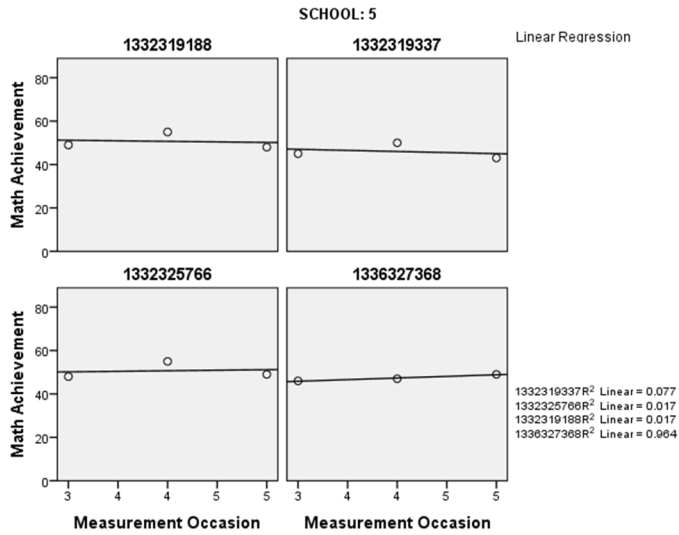 SCHOOL: 5
Linear Regression
1332319188
1332319337
Math Achievement
80
60
40
20
0
1332325766
1336327368
Math Achievement
80
60
40
20
0
1332319337R² Linear = 0.077
1332325766R² Linear = 0.017
1332319188R² Linear = 0.017
1336327368R² Linear = 0.964
3 4 4 5 5
3 4 4 5 5
Measurement Occasion
Measurement Occasion